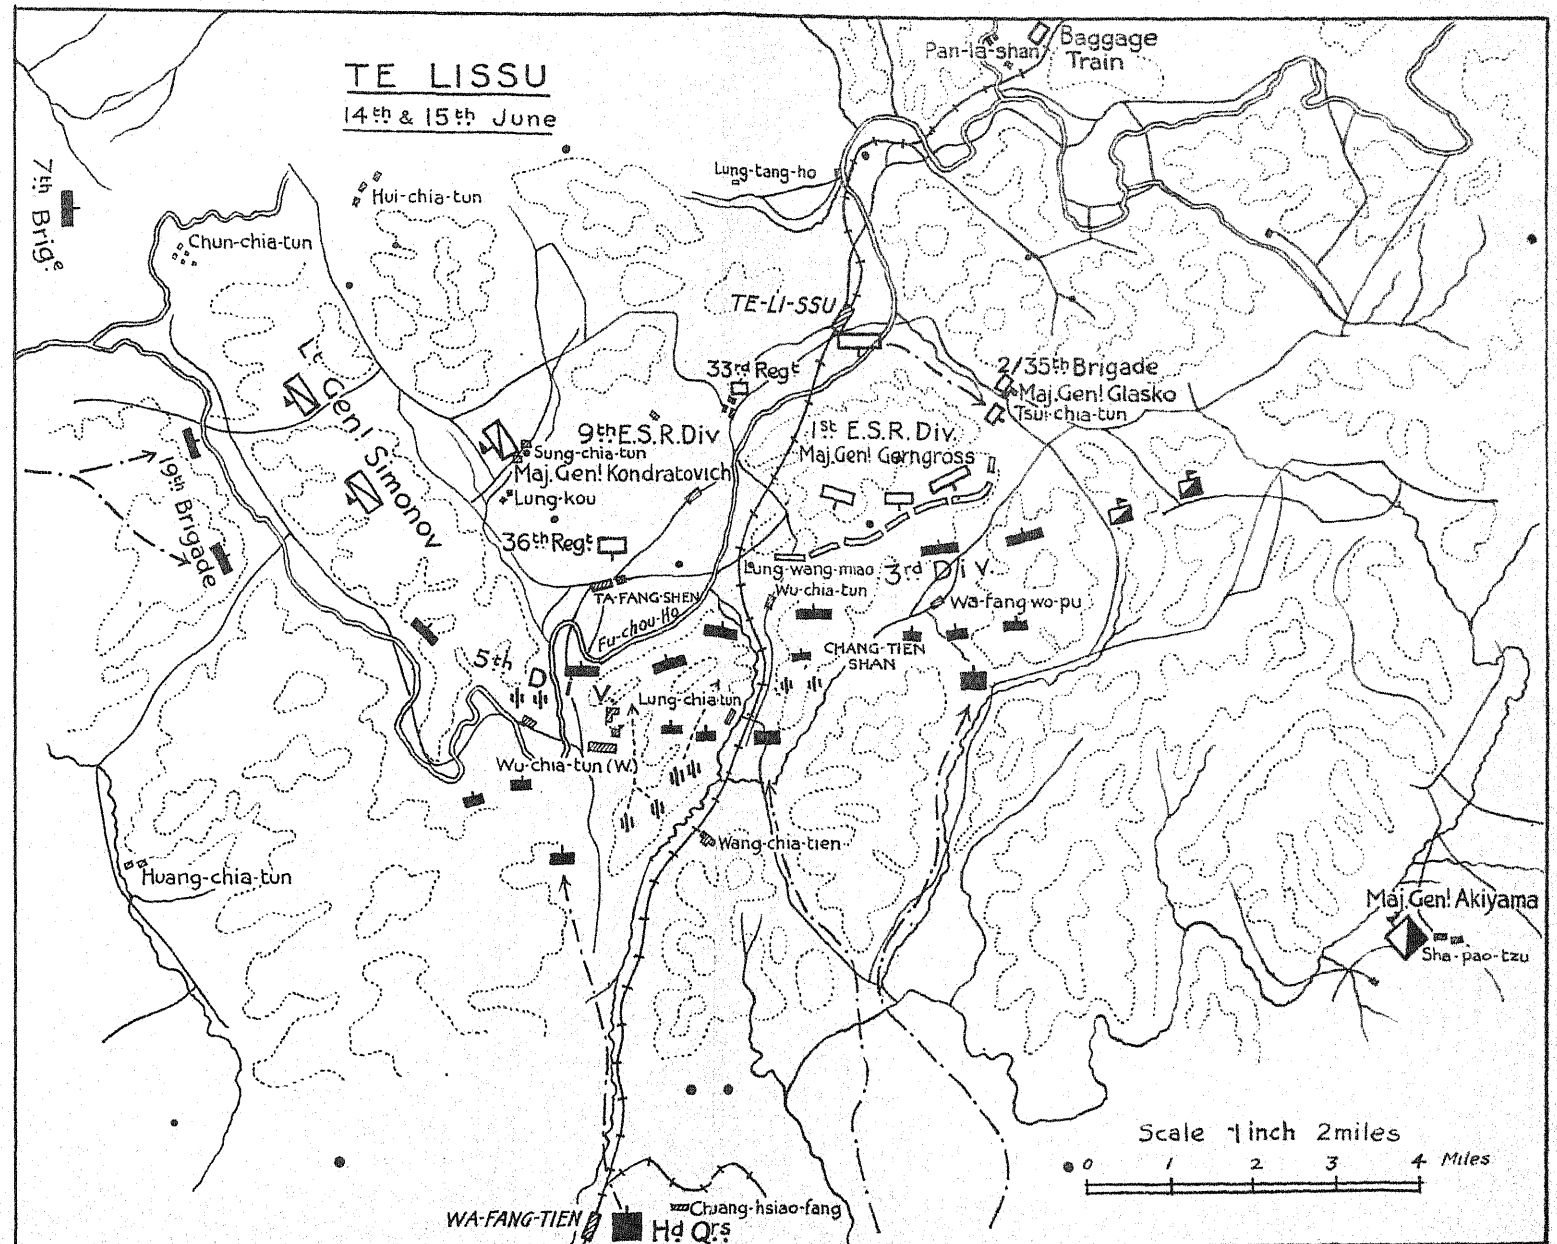 TE LISSU
14th & 15th June
Pan-la-shan
Baggage
Train
7th Brig.e
Hui-chia-tun
Chun-chia-tun
Lung-tang-ho
TE-LI-SSU
33rd Regt
2/35th Brigade
Maj. Genl Glasko
Tsui-chia-tun
Lt Genl Simonov
9th E.S.R. Div
Sung-chia-tun
Maj. Genl Kondratovich
Lung-kou
1st E.S.R. Div.
Maj. Genl Gerngross
19th Brigade
36th Regt
TA-FANG-SHEN
Fu-chou-Ho
Lung-wang-miao
Wu-chia-tun
3rd Div.
Wa-fang-wo-pu
CHANG-TIEN
SHAN
5th Div.
Lung-chia-tun
Wu-chia-tun (W.)
Wang-chia-tien
Huang-chia-tun
Maj. Genl Akiyama
Sha-pao-tzu
Scale 1 inch 2 miles
0 1 2 3 4 Miles
Chang-hsiao-fang
WA-FANG-TIEN
Hd Qrs